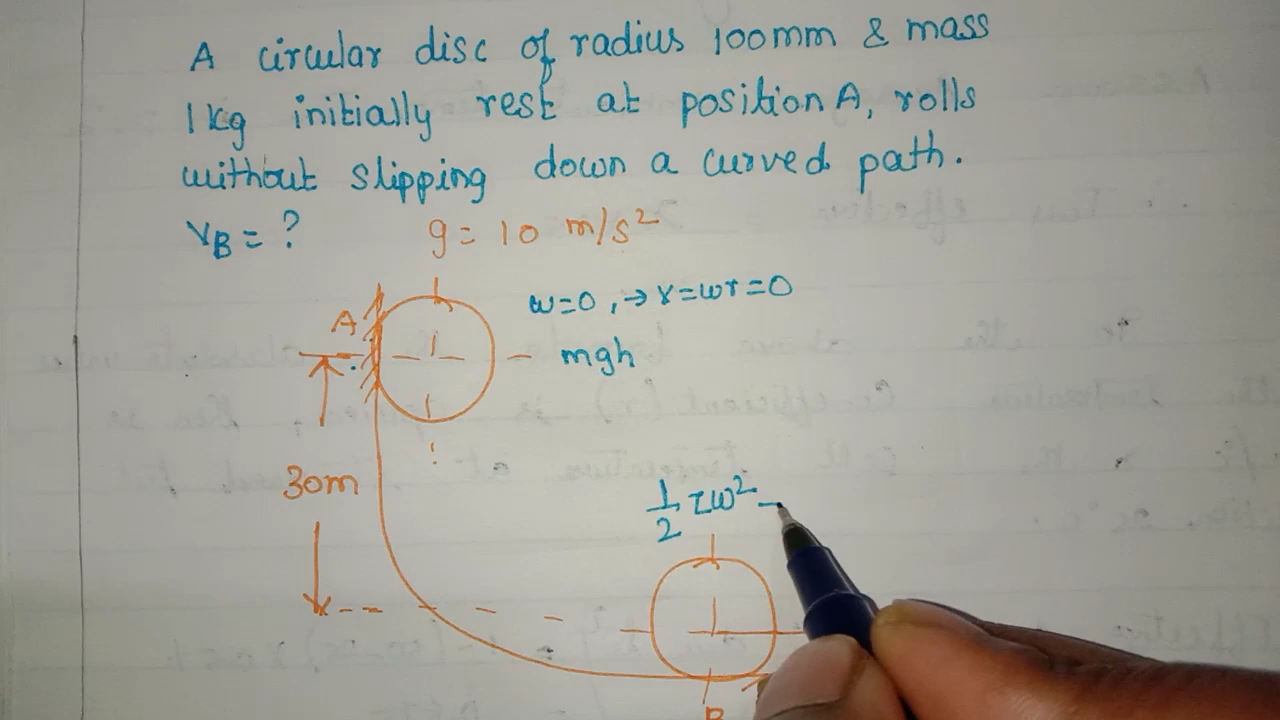 A circular disc of radius 100mm & mass
1kg initially rest at position A, rolls
without slipping down a curved path.
VB = ? g = 10 m/s²
ω=0, → v=ωr=0
A
mgh
30m
1/2 Iω²
B